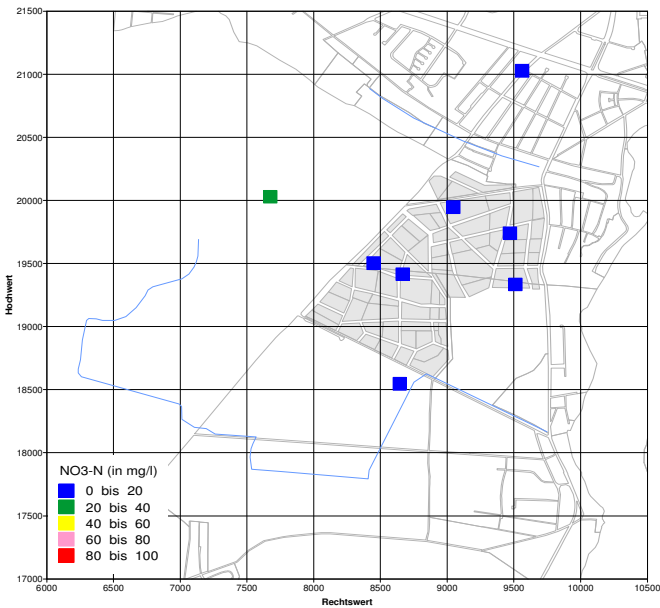 21500
21000
20500
20000
19500
19000
18500
18000
17500
17000
Hochwert
NO3-N (in mg/l)
0 bis 20
20 bis 40
40 bis 60
60 bis 80
80 bis 100
6000 6500 7000 7500 8000 8500 9000 9500 10000 10500
Rechtswert